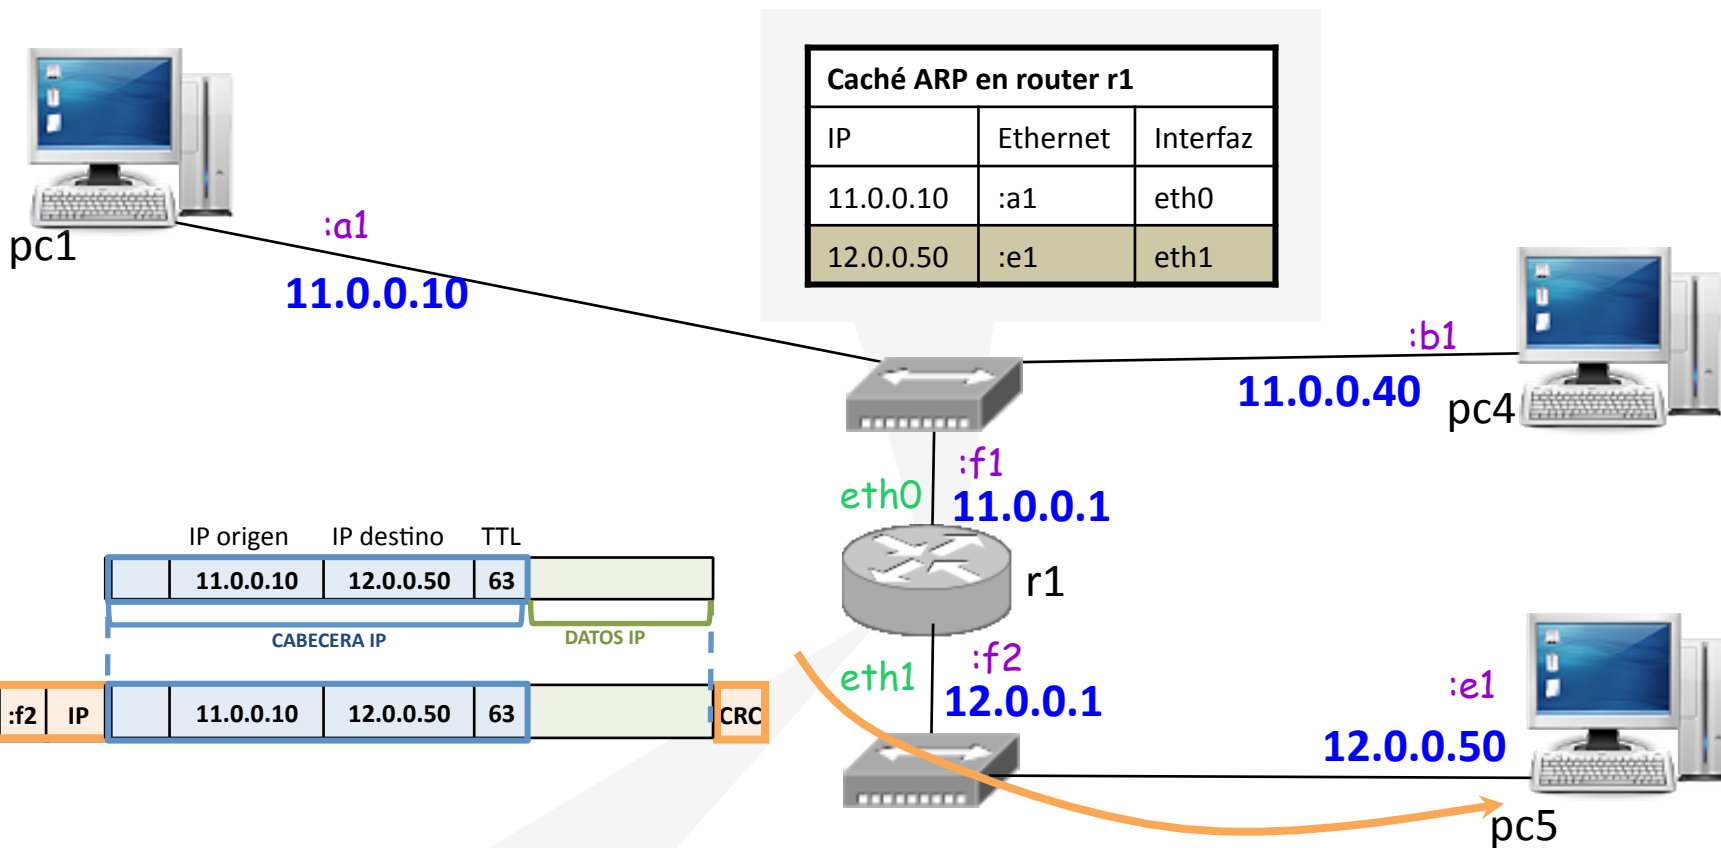 Caché ARP en router r1
IP Ethernet Interfaz
11.0.0.10 :a1 eth0
12.0.0.50 :e1 eth1
pc1
:a1
11.0.0.10
:b1
11.0.0.40
pc4
:f1
eth0
11.0.0.1
r1
IP origen IP destino TTL
11.0.0.10 12.0.0.50 63
CABECERA IP DATOS IP
:f2 IP 11.0.0.10 12.0.0.50 63 CRC
:f2
eth1
12.0.0.1
:e1
12.0.0.50
pc5